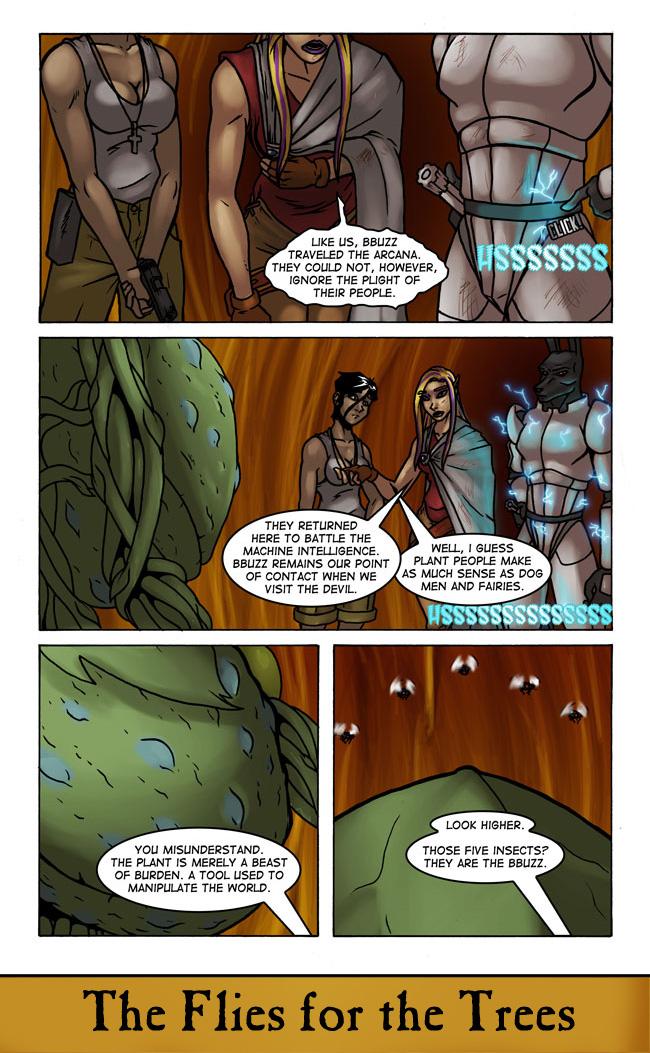 LIKE US, BBUZZ
TRAVELED THE ARCANA.
THEY COULD NOT, HOWEVER,
IGNORE THE PLIGHT OF
THEIR PEOPLE.
CLICK!
HSSSSSSS
THEY RETURNED
HERE TO BATTLE THE
MACHINE INTELLIGENCE.
BBUZZ REMAINS OUR POINT
OF CONTACT WHEN WE
VISIT THE DEVIL.
WELL, I GUESS
PLANT PEOPLE MAKE
AS MUCH SENSE AS DOG
MEN AND FAIRIES.
HSSSSSSSSSSSSSSS
YOU MISUNDERSTAND.
THE PLANT IS MERELY A BEAST
OF BURDEN. A TOOL USED TO
MANIPULATE THE WORLD.
LOOK HIGHER.
THOSE FIVE INSECTS?
THEY ARE THE BBUZZ.
The Flies for the Trees